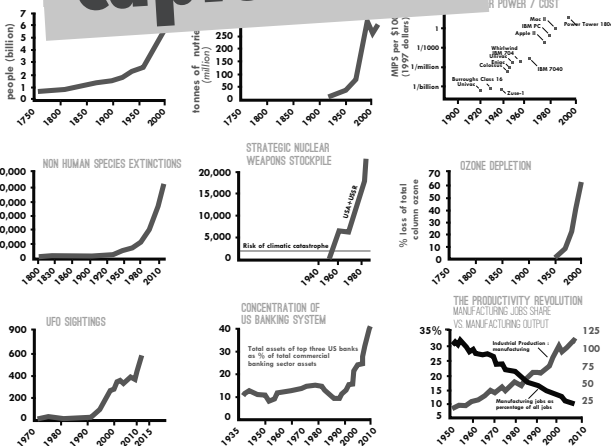 R POWER / COST
people (billion)
7
6
5
4
3
2
1
0
1750
1800
1850
1900
1950
2000
tonnes of nutrie
(million)
250
200
150
100
50
0
1750
1800
1850
1900
1950
2000
MIPS per $100
(1997 dollars)
1
1/1000
1/million
1/billion
Mac II
Power Tower 180e
IBM PC
Apple II
Whirlwind
IBM 704
Univac
Eniac
Colossus
IBM 7040
Burroughs Class 16
Univac
Zuse-1
1900
1920
1940
1960
1980
2000
NON HUMAN SPECIES EXTINCTIONS
0,000
0,000
0,000
0,000
0,000
0,000
0
1800
1830
1860
1890
1920
1950
1980
2010
STRATEGIC NUCLEAR
WEAPONS STOCKPILE
20,000
15,000
10,000
5,000
0
USA+USSR
Risk of climatic catastrophe
1940
1960
1980
OZONE DEPLETION
% loss of total
column ozone
70
60
50
40
30
20
10
0
1750
1800
1850
1900
1950
2000
UFO SIGHTINGS
900
600
300
0
1970
1980
1990
2000
2010
2015
CONCENTRATION OF
US BANKING SYSTEM
40
30
20
10
0
Total assets of top three US banks
as % of total commercial
banking sector assets
1935
1950
1960
1970
1980
1990
2000
2010
THE PRODUCTIVITY REVOLUTION
MANUFACTURING JOBS SHARE
VS. MANUFACTURING OUTPUT
35%
30
25
20
15
10
5
125
100
75
50
25
Industrial Production :
manufacturing
Manufacturing jobs as
percentage of all jobs
1950
1960
1970
1980
1990
2000
2010